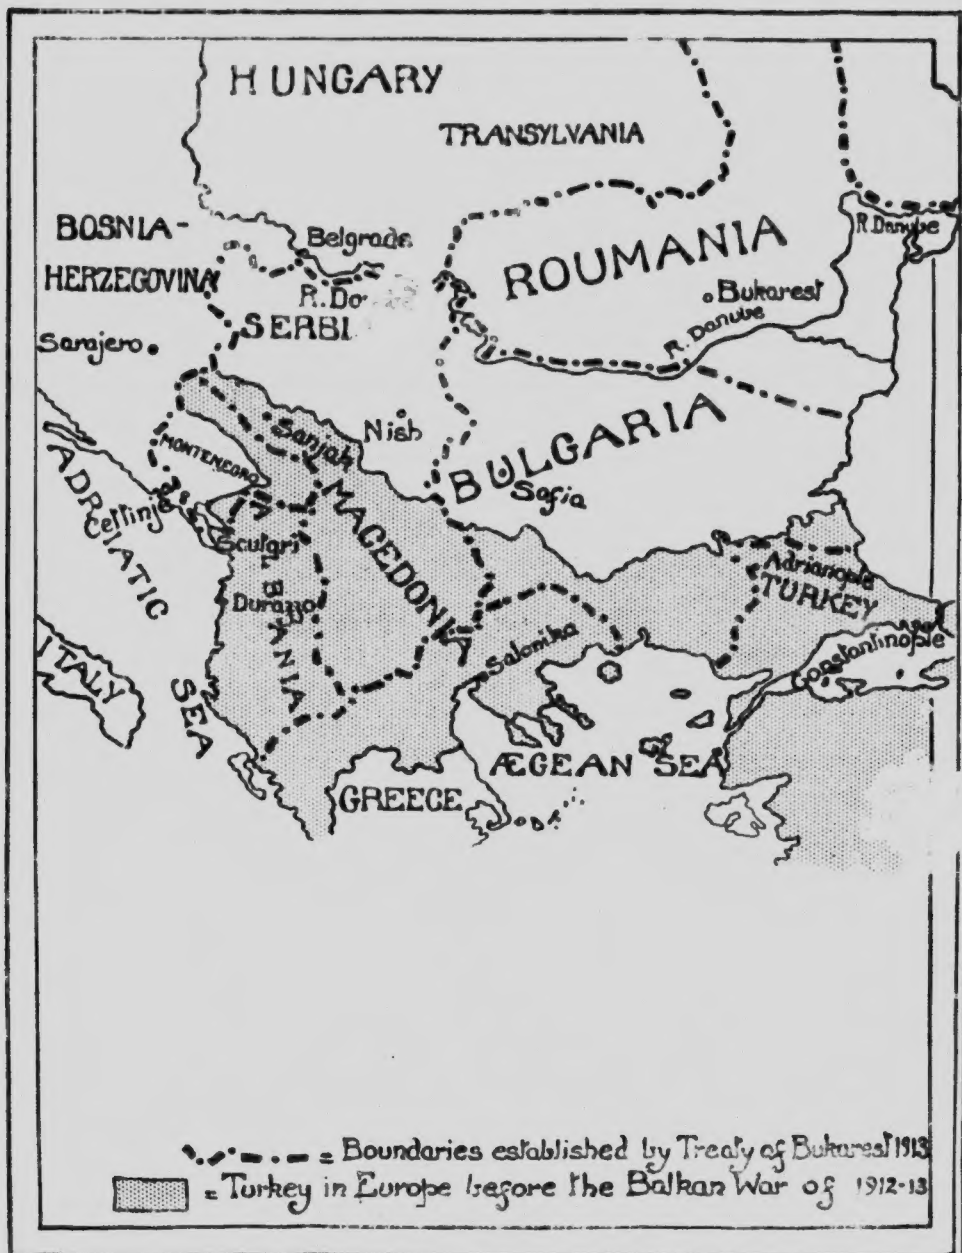 HUNGARY
TRANSYLVANIA
BOSNIA-
HERZEGOVINA
Belgrade
R. Danube
ROUMANIA
Bukarest
R. Danube
SERBI
Sarajero
Nish
Sanjak
MONTENEGRO
BULGARIA
Sofia
ADRIATIC
SEA
Cettinje
Scutari
MACEDONIA
ALBANIA
Durazzo
Adrianople
TURKEY
Constantinople
Salonika
ITALY
ÆGEAN SEA
GREECE
= Boundaries established by Treaty of Bukarest 1913
= Turkey in Europe before the Balkan War of 1912-13